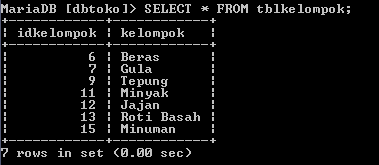 MariaDB [dbtoko]> SELECT * FROM tblkelompok;
+------------+------------+
| idkelompok | kelompok   |
+------------+------------+
|          6 | Beras      |
|          7 | Gula       |
|          9 | Tepung     |
|         11 | Minyak     |
|         12 | Jajan      |
|         13 | Roti Basah |
|         15 | Minuman    |
+------------+------------+
7 rows in set (0.00 sec)